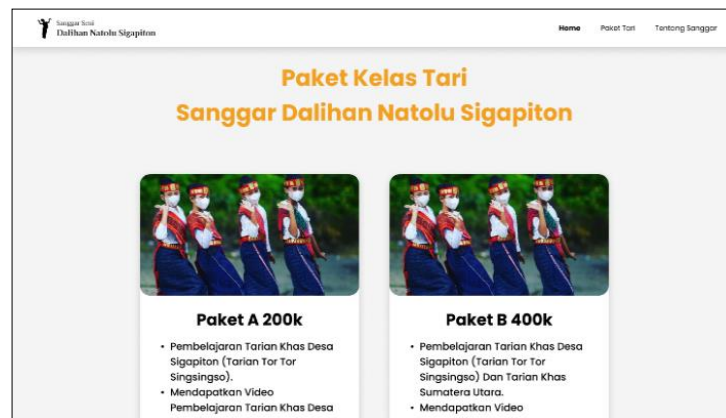 Sanggar Seni
Dalihan Natolu Sigapiton
Home Paket Tari Tentang Sanggar
Paket Kelas Tari
Sanggar Dalihan Natolu Sigapiton
Paket A 200k
• Pembelajaran Tarian Khas Desa
Sigapiton (Tarian Tor Tor
Singsingso).
• Mendapatkan Video
Pembelajaran Tarian Khas Desa
Paket B 400k
• Pembelajaran Tarian Khas Desa
Sigapiton (Tarian Tor Tor
Singsingso) Dan Tarian Khas
Sumatera Utara.
• Mendapatkan Video